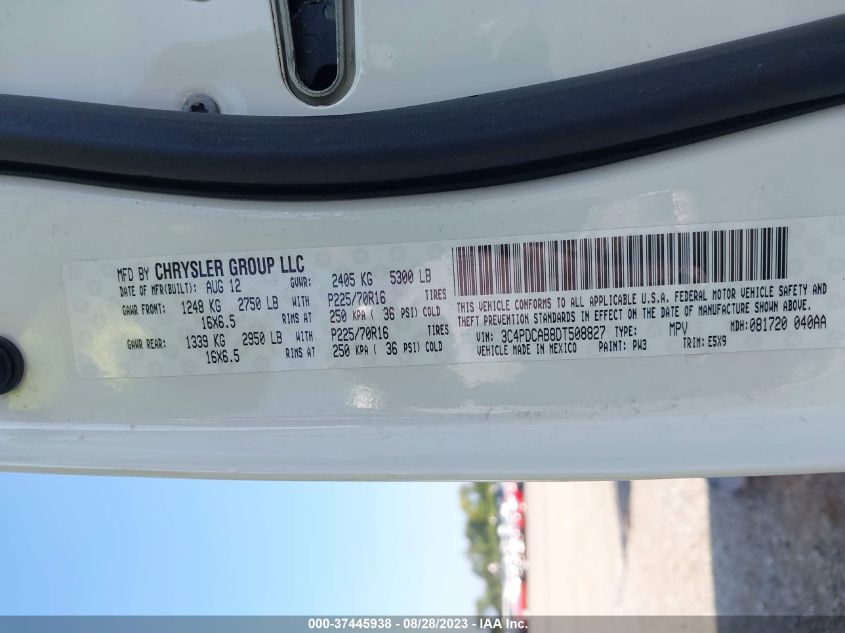 MFD BY CHRYSLER GROUP LLC
DATE OF MFR(BUILT): AUG 12 GVWR: 2405 KG 5300 LB
GAWR FRONT: 1248 KG 2750 LB WITH P225/70R16 TIRES
16X6.5 RIMS AT 250 KPA ( 36 PSI) COLD
GAWR REAR: 1339 KG 2950 LB WITH P225/70R16 TIRES
16X6.5 RIMS AT 250 KPA ( 36 PSI) COLD
THIS VEHICLE CONFORMS TO ALL APPLICABLE U.S.A. FEDERAL MOTOR VEHICLE SAFETY AND
THEFT PREVENTION STANDARDS IN EFFECT ON THE DATE OF MANUFACTURE SHOWN ABOVE.
VIN: 3C4PDCAB8DT508827 TYPE: MPV MDH: 081720 040AA
VEHICLE MADE IN MEXICO PAINT: PW3 TRIM: E5X9
000-37445938 - 08/28/2023 - IAA Inc.